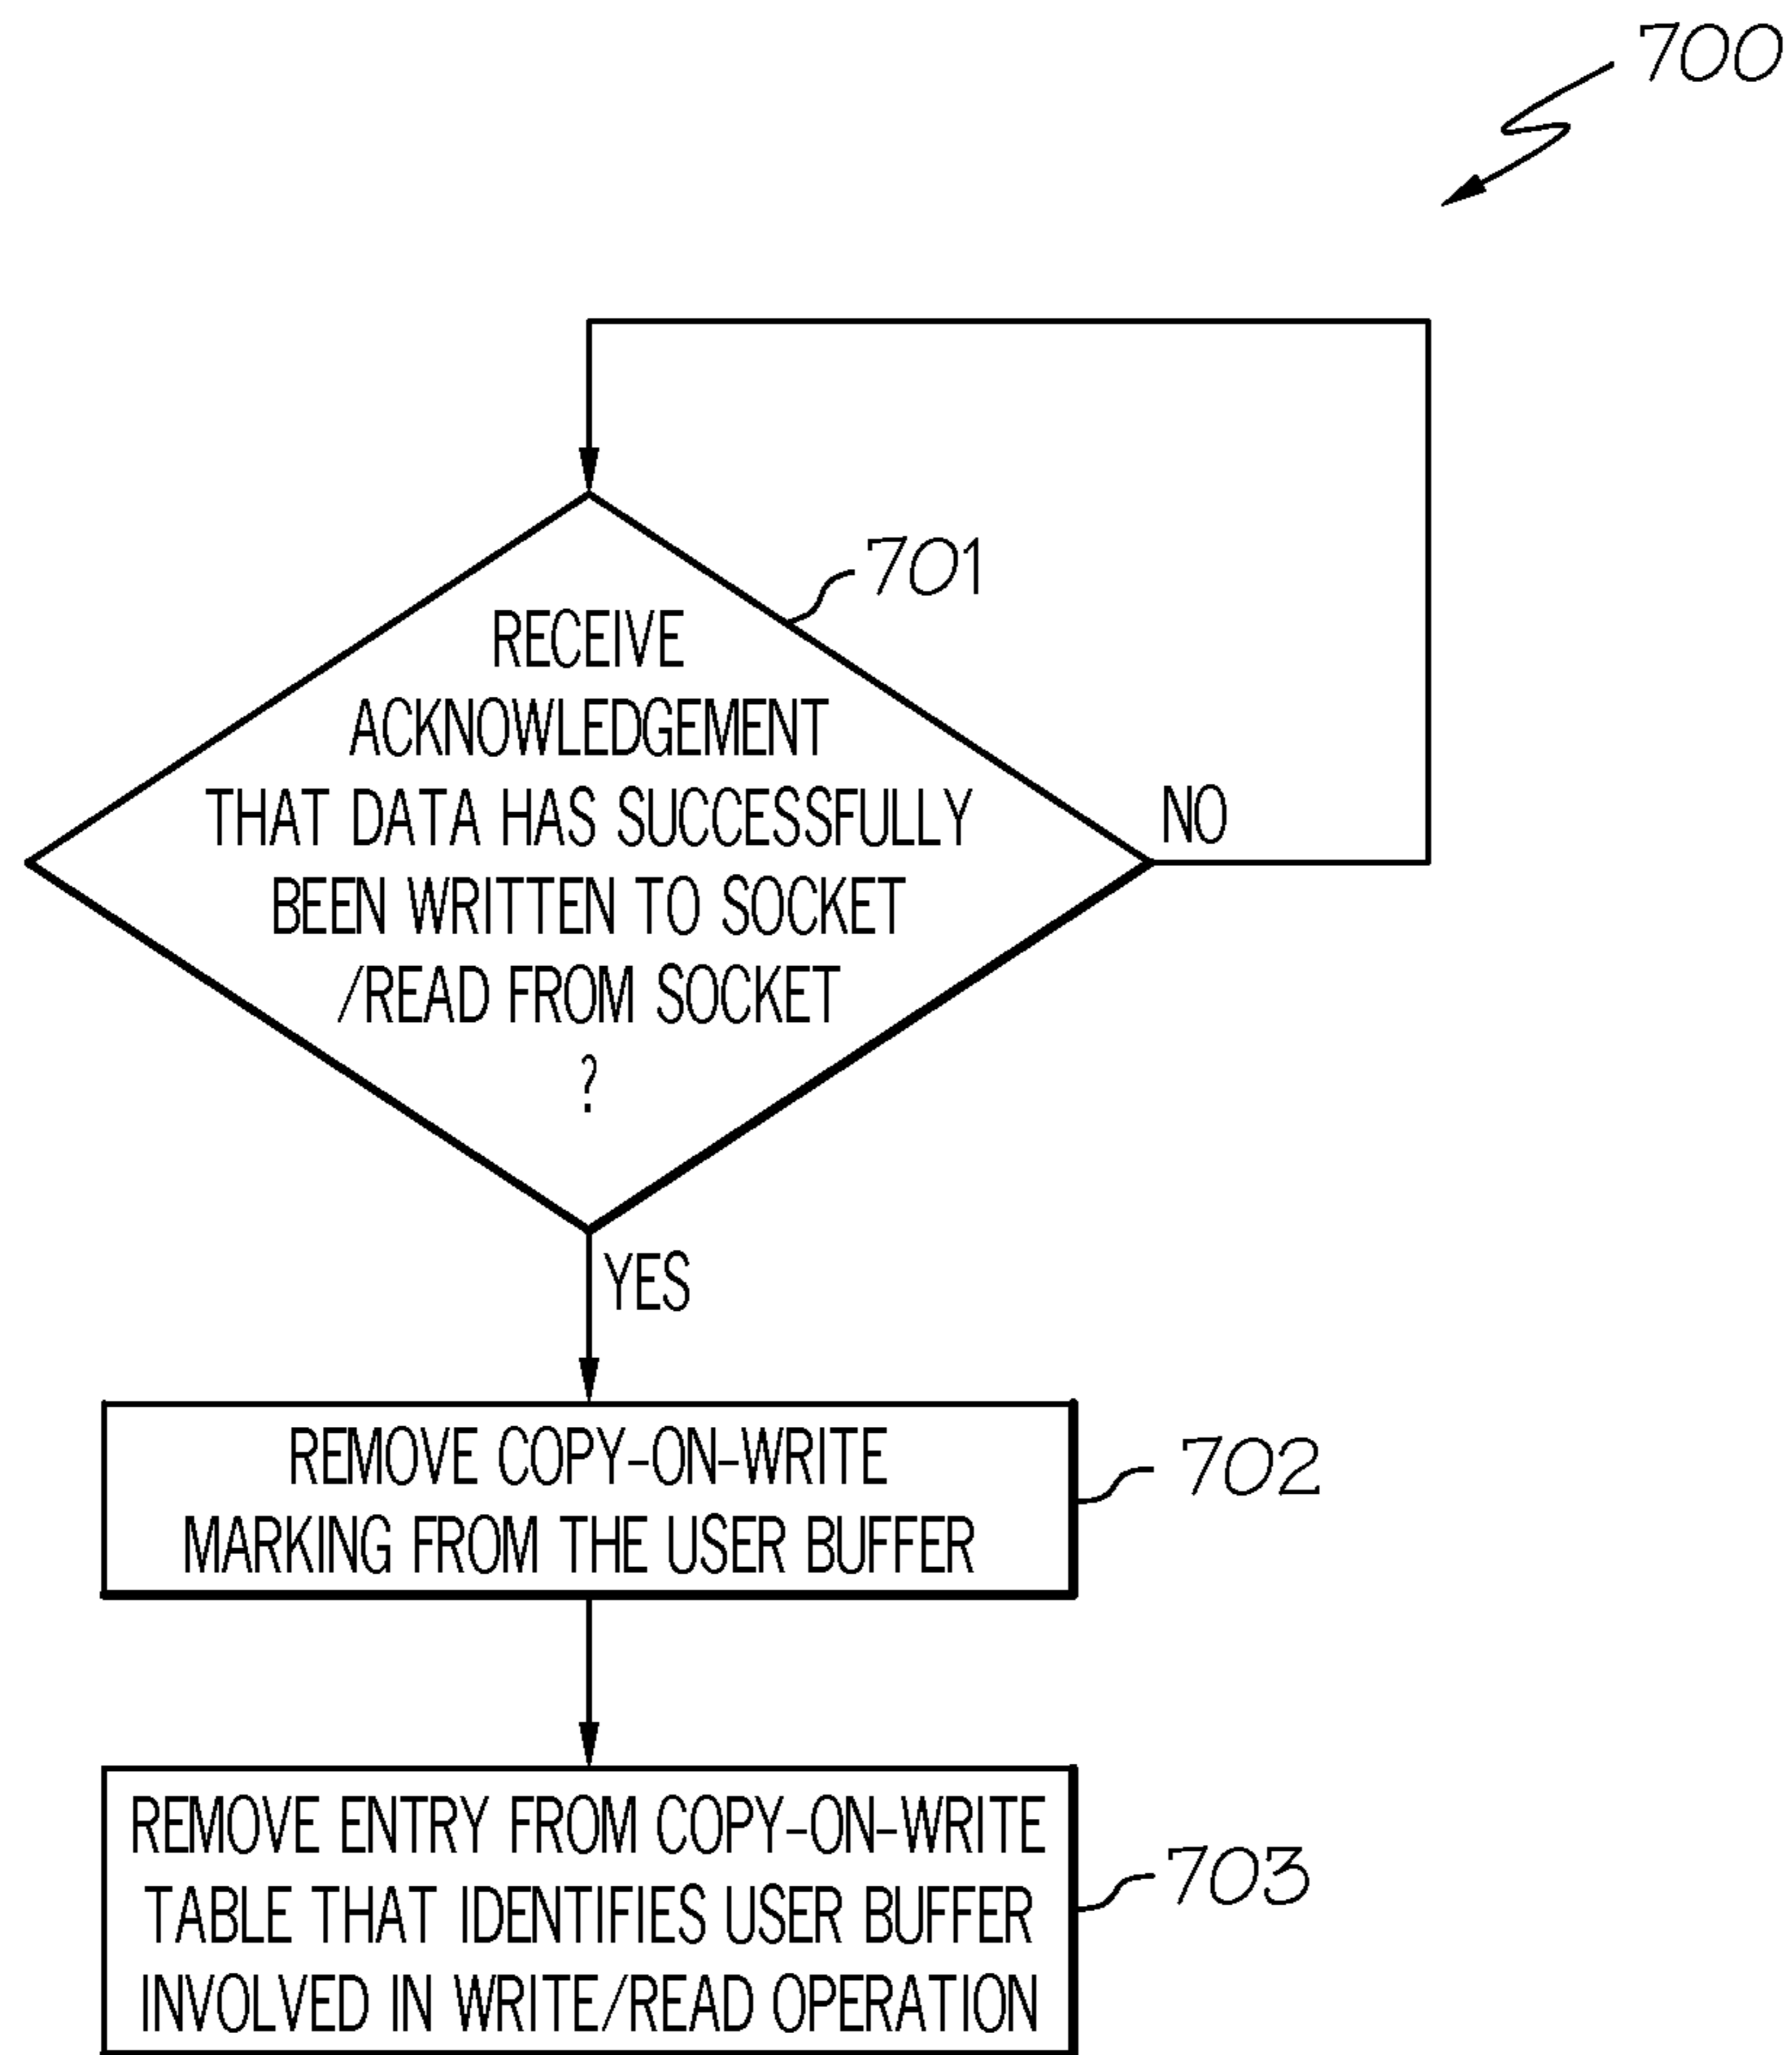 700
701
RECEIVE
ACKNOWLEDGEMENT
THAT DATA HAS SUCCESSFULLY
BEEN WRITTEN TO SOCKET
/READ FROM SOCKET
?
NO
YES
REMOVE COPY-ON-WRITE
MARKING FROM THE USER BUFFER
702
REMOVE ENTRY FROM COPY-ON-WRITE
TABLE THAT IDENTIFIES USER BUFFER
INVOLVED IN WRITE/READ OPERATION
703